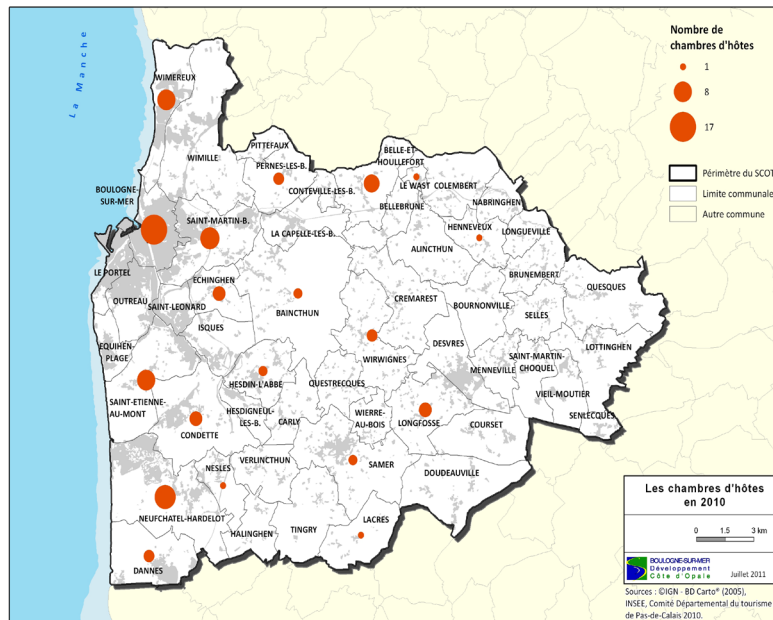 La Manche
WIMEREUX
WIMILLE
PITTEFAUX
PERNES-LES-B.
BELLE-ET-
HOULLEFORT
CONTEVILLE-LES-B.
LE WAST
COLEMBERT
BELLEBRUNE
NABRINGHEN
BOULOGNE-
SUR-MER
SAINT-MARTIN-B.
LA CAPELLE-LES-B.
HENNEVEUX
LONGUEVILLE
ALINCTHUN
LE PORTEL
ECHINGHEN
BRUNEMBERT
QUESQUES
OUTREAU
SAINT-LEONARD
BAINCTHUN
CREMAREST
BOURNONVILLE
SELLES
ISQUES
EQUIHEN-
PLAGE
WIRWIGNES
DESVRES
LOTTINGHEN
SAINT-MARTIN-
CHOQUEL
MENNEVILLE
HESDIN-L'ABBE
QUESTRECQUES
SAINT-ETIENNE-
AU-MONT
VIEIL-MOUTIER
HESDIGNEUL-
LES-B.
CARLY
WIERRE-
AU-BOIS
LONGFOSSE
COURSET
SENLECQUES
CONDETTE
VERLINCTHUN
NESLES
SAMER
DOUDEAUVILLE
NEUFCHATEL-HARDELOT
HALINGHEN
TINGRY
LACRES
DANNES
Nombre de
chambres d'hôtes
1
8
17
Périmètre du SCOT
Limite communale
Autre commune
Les chambres d'hôtes
en 2010
0 1.5 3 km
BOULOGNE-SUR-MER
Développement
Côte d'Opale
Juillet 2011
Sources : ©IGN - BD Carto® (2005),
INSEE, Comité Départemental du tourisme
de Pas-de-Calais 2010.